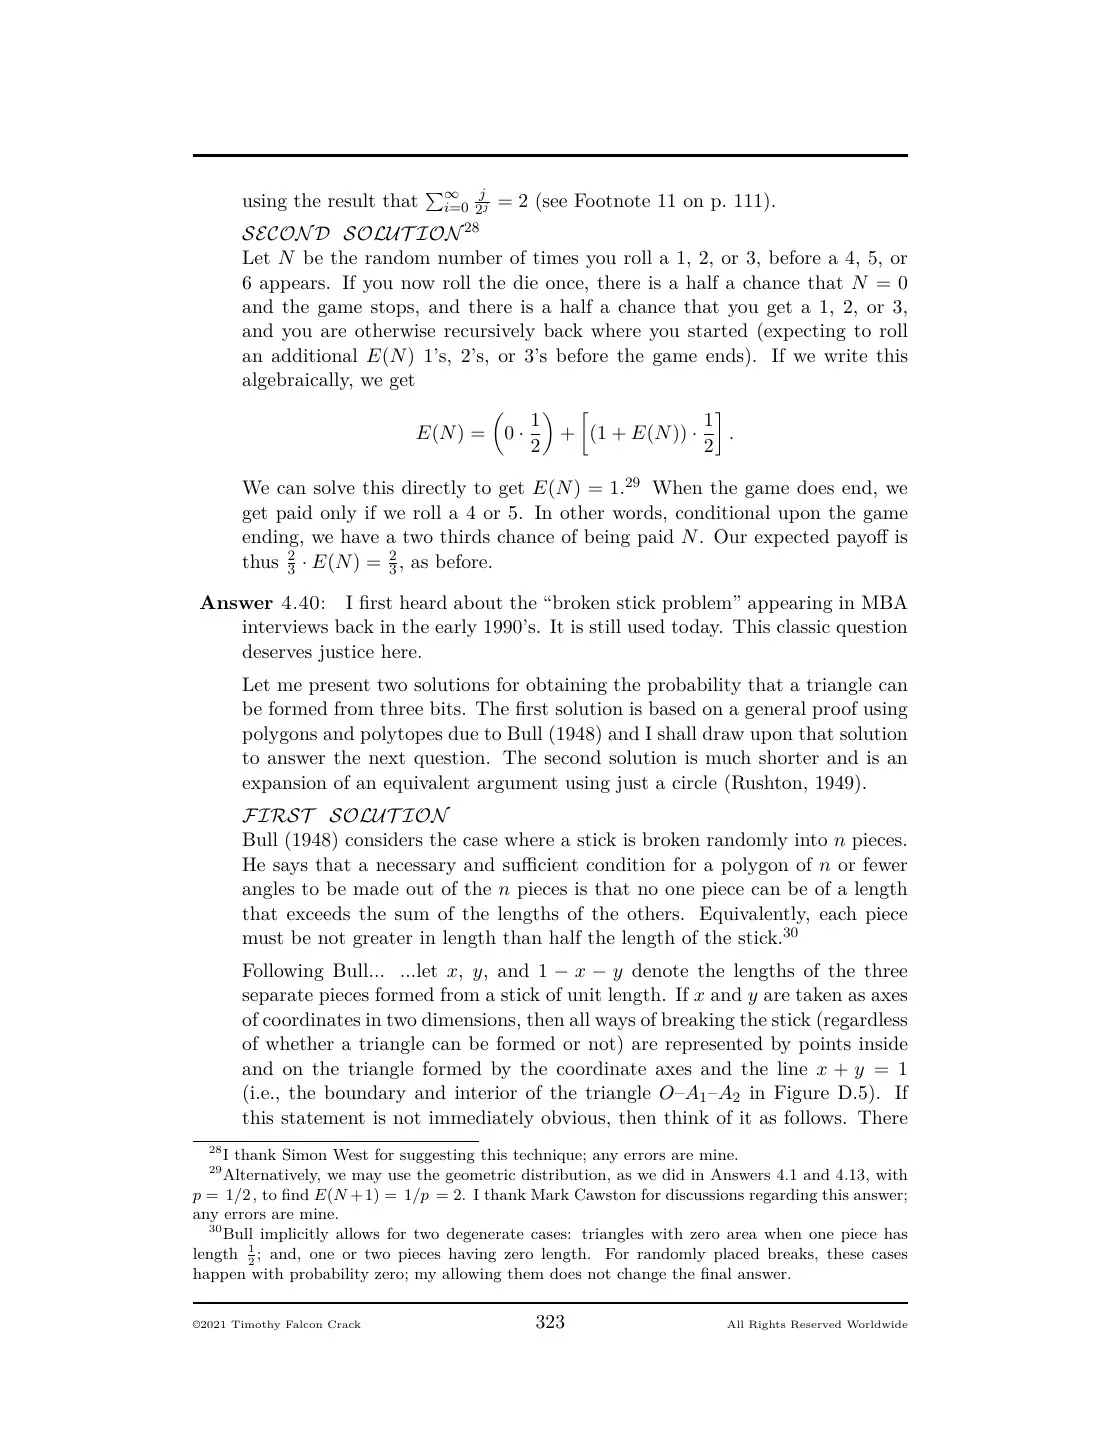 using the result that ∑_{i=0}^{∞} j/2^j = 2 (see Footnote 11 on p. 111).
SECOND SOLUTION^28
Let N be the random number of times you roll a 1, 2, or 3, before a 4, 5, or
6 appears. If you now roll the die once, there is a half a chance that N = 0
and the game stops, and there is a half a chance that you get a 1, 2, or 3,
and you are otherwise recursively back where you started (expecting to roll
an additional E(N) 1's, 2's, or 3's before the game ends). If we write this
algebraically, we get
E(N) = (0 · 1/2) + [(1 + E(N)) · 1/2] .
We can solve this directly to get E(N) = 1.^29 When the game does end, we
get paid only if we roll a 4 or 5. In other words, conditional upon the game
ending, we have a two thirds chance of being paid N. Our expected payoff is
thus 2/3 · E(N) = 2/3, as before.
Answer 4.40: I first heard about the “broken stick problem” appearing in MBA
interviews back in the early 1990's. It is still used today. This classic question
deserves justice here.
Let me present two solutions for obtaining the probability that a triangle can
be formed from three bits. The first solution is based on a general proof using
polygons and polytopes due to Bull (1948) and I shall draw upon that solution
to answer the next question. The second solution is much shorter and is an
expansion of an equivalent argument using just a circle (Rushton, 1949).
FIRST SOLUTION
Bull (1948) considers the case where a stick is broken randomly into n pieces.
He says that a necessary and sufficient condition for a polygon of n or fewer
angles to be made out of the n pieces is that no one piece can be of a length
that exceeds the sum of the lengths of the others. Equivalently, each piece
must be not greater in length than half the length of the stick.^30
Following Bull... ...let x, y, and 1 − x − y denote the lengths of the three
separate pieces formed from a stick of unit length. If x and y are taken as axes
of coordinates in two dimensions, then all ways of breaking the stick (regardless
of whether a triangle can be formed or not) are represented by points inside
and on the triangle formed by the coordinate axes and the line x + y = 1
(i.e., the boundary and interior of the triangle O–A₁–A₂ in Figure D.5). If
this statement is not immediately obvious, then think of it as follows. There
^28I thank Simon West for suggesting this technique; any errors are mine.
^29Alternatively, we may use the geometric distribution, as we did in Answers 4.1 and 4.13, with
p = 1/2, to find E(N+1) = 1/p = 2. I thank Mark Cawston for discussions regarding this answer;
any errors are mine.
^30Bull implicitly allows for two degenerate cases: triangles with zero area when one piece has
length 1/2; and, one or two pieces having zero length. For randomly placed breaks, these cases
happen with probability zero; my allowing them does not change the final answer.
©2021 Timothy Falcon Crack 323 All Rights Reserved Worldwide